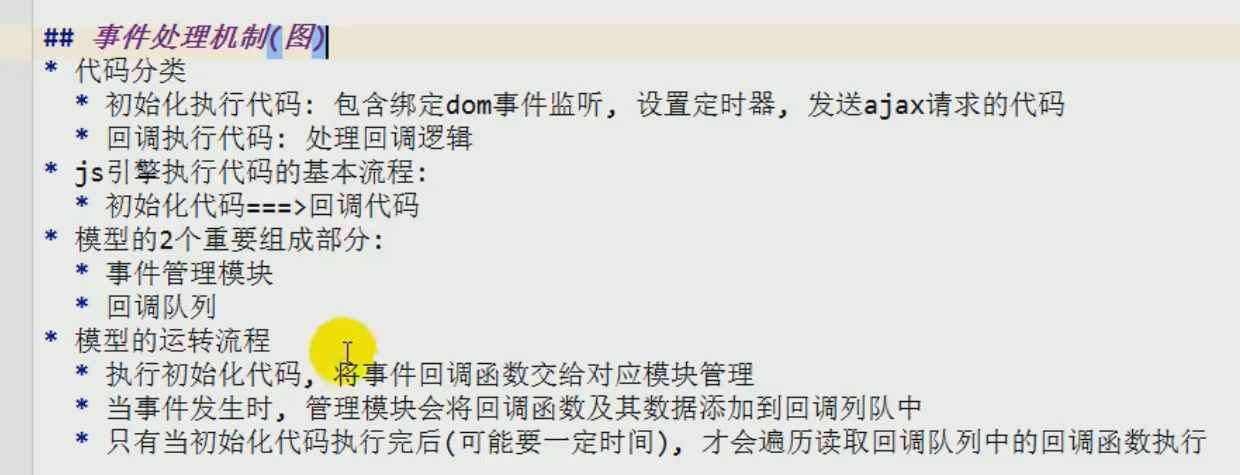 ## 事件处理机制(图)
* 代码分类
* 初始化执行代码: 包含绑定dom事件监听, 设置定时器, 发送ajax请求的代码
* 回调执行代码: 处理回调逻辑
* js引擎执行代码的基本流程:
* 初始化代码===>回调代码
* 模型的2个重要组成部分:
* 事件管理模块
* 回调队列
* 模型的运转流程
* 执行初始化代码, 将事件回调函数交给对应模块管理
* 当事件发生时, 管理模块会将回调函数及其数据添加到回调列队中
* 只有当初始化代码执行完后(可能要一定时间), 才会遍历读取回调队列中的回调函数执行